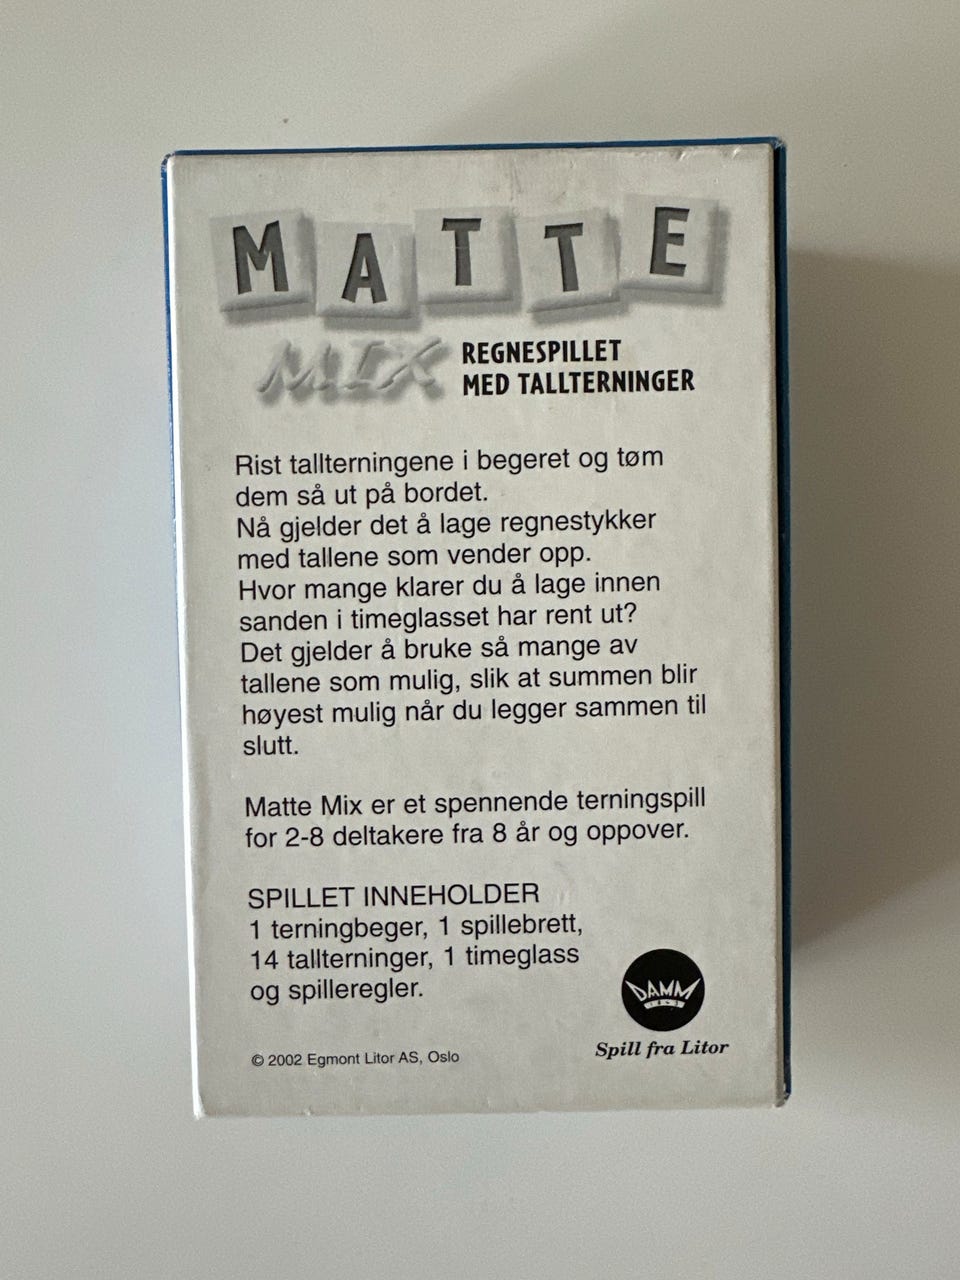 MATTE
MIX
REGNESPILLET
MED TALLTERNINGER
Rist tallterningene i begeret og tøm
dem så ut på bordet.
Nå gjelder det å lage regnestykker
med tallene som vender opp.
Hvor mange klarer du å lage innen
sanden i timeglasset har rent ut?
Det gjelder å bruke så mange av
tallene som mulig, slik at summen blir
høyest mulig når du legger sammen til
slutt.
Matte Mix er et spennende terningspill
for 2-8 deltakere fra 8 år og oppover.
SPILLET INNEHOLDER
1 terningbeger, 1 spillebrett,
14 tallterninger, 1 timeglass
og spilleregler.
DAMM
1843
Spill fra Litor
© 2002 Egmont Litor AS, Oslo